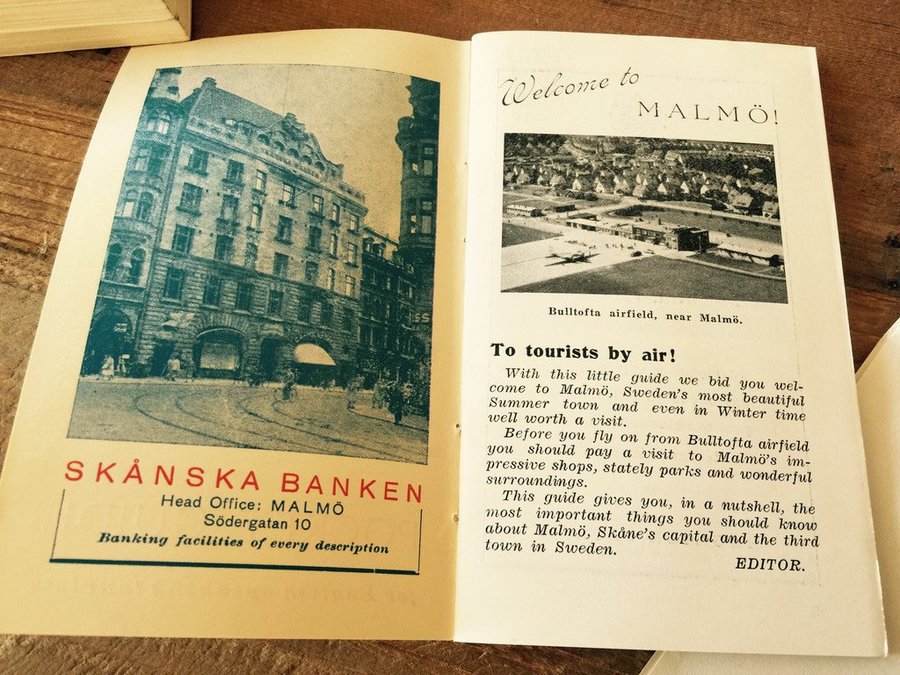 SKÅNSKA BANKEN
Head Office: MALMÖ
Södergatan 10
Banking facilities of every description
Welcome to
MALMÖ!
Bulltofta airfield, near Malmö.
To tourists by air!
With this little guide we bid you wel-
come to Malmö, Sweden's most beautiful
Summer town and even in Winter time
well worth a visit.
Before you fly on from Bulltofta airfield
you should pay a visit to Malmö's im-
pressive shops, stately parks and wonderful
surroundings.
This guide gives you, in a nutshell, the
most important things you should know
about Malmö, Skåne's capital and the third
town in Sweden.
EDITOR.